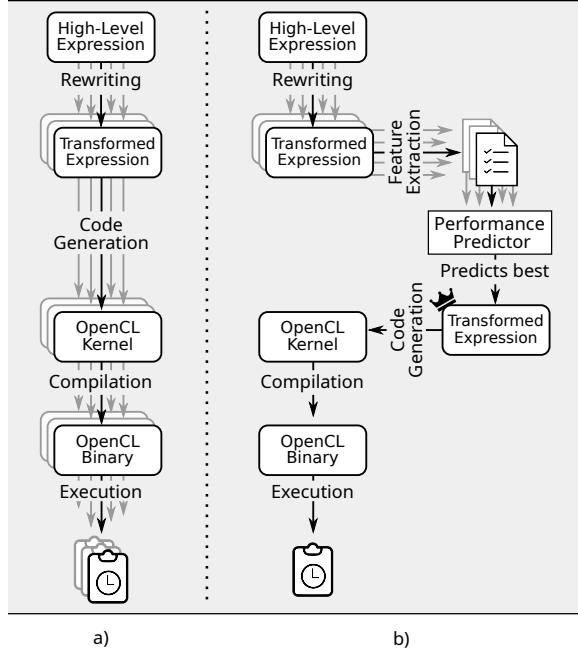 High-Level
Expression
Rewriting
Transformed
Expression
Code
Generation
OpenCL
Kernel
Compilation
OpenCL
Binary
Execution
a)
High-Level
Expression
Rewriting
Transformed
Expression
Feature
Extraction
Performance
Predictor
Predicts best
Transformed
Expression
Code
Generation
OpenCL
Kernel
Compilation
OpenCL
Binary
Execution
b)